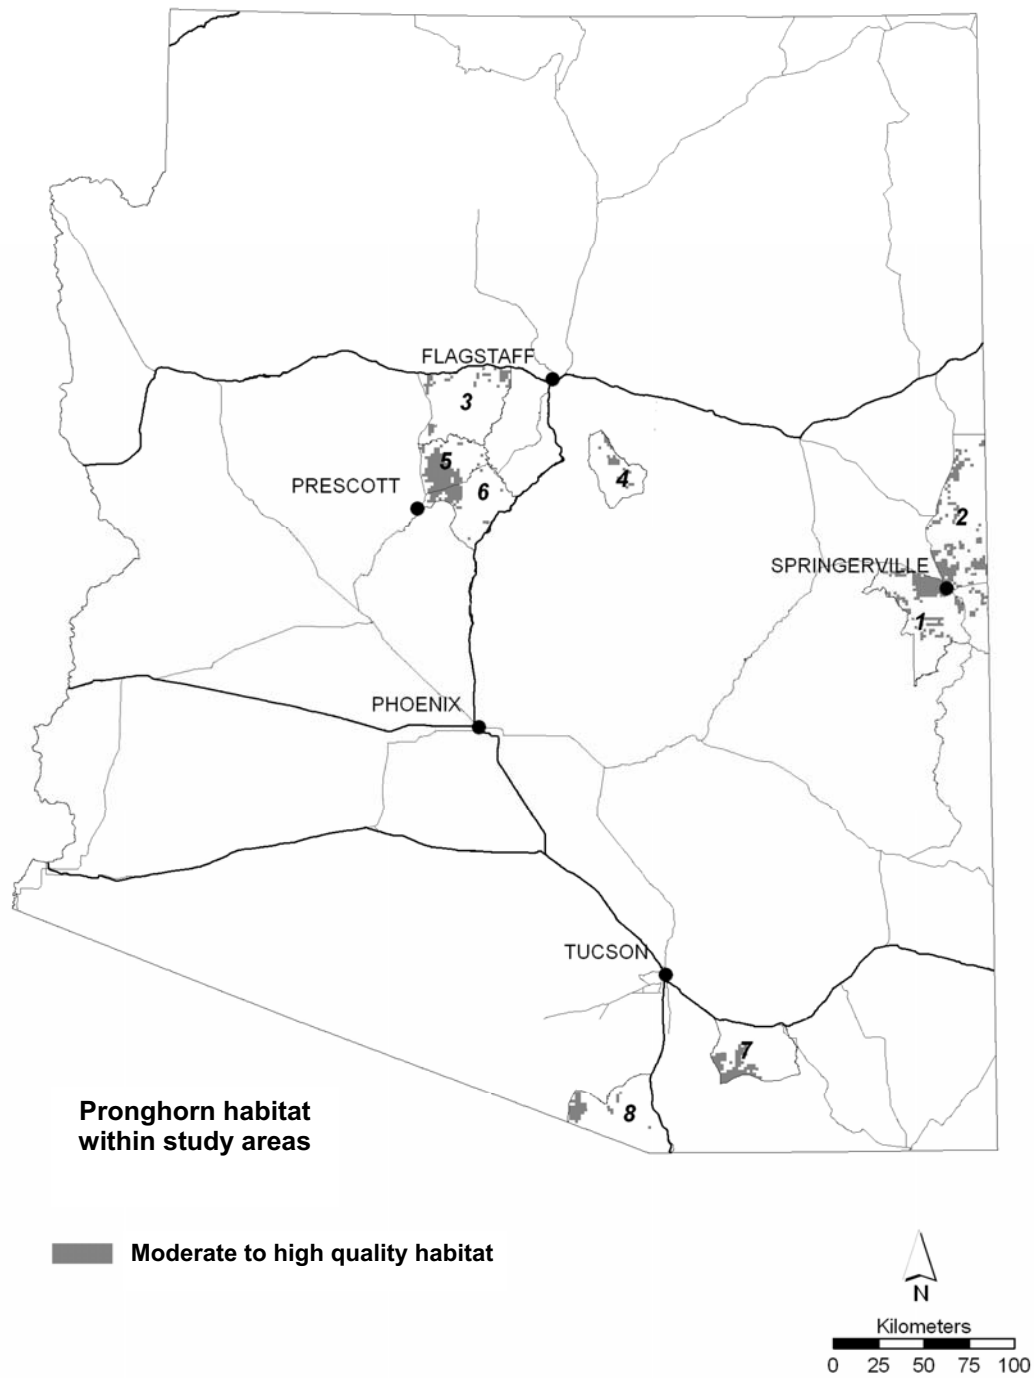 FLAGSTAFF
3
5
PRESCOTT
6
4
2
SPRINGERVILLE
1
PHOENIX
TUCSON
7
8
Pronghorn habitat
within study areas
Moderate to high quality habitat
N
Kilometers
0 25 50 75 100